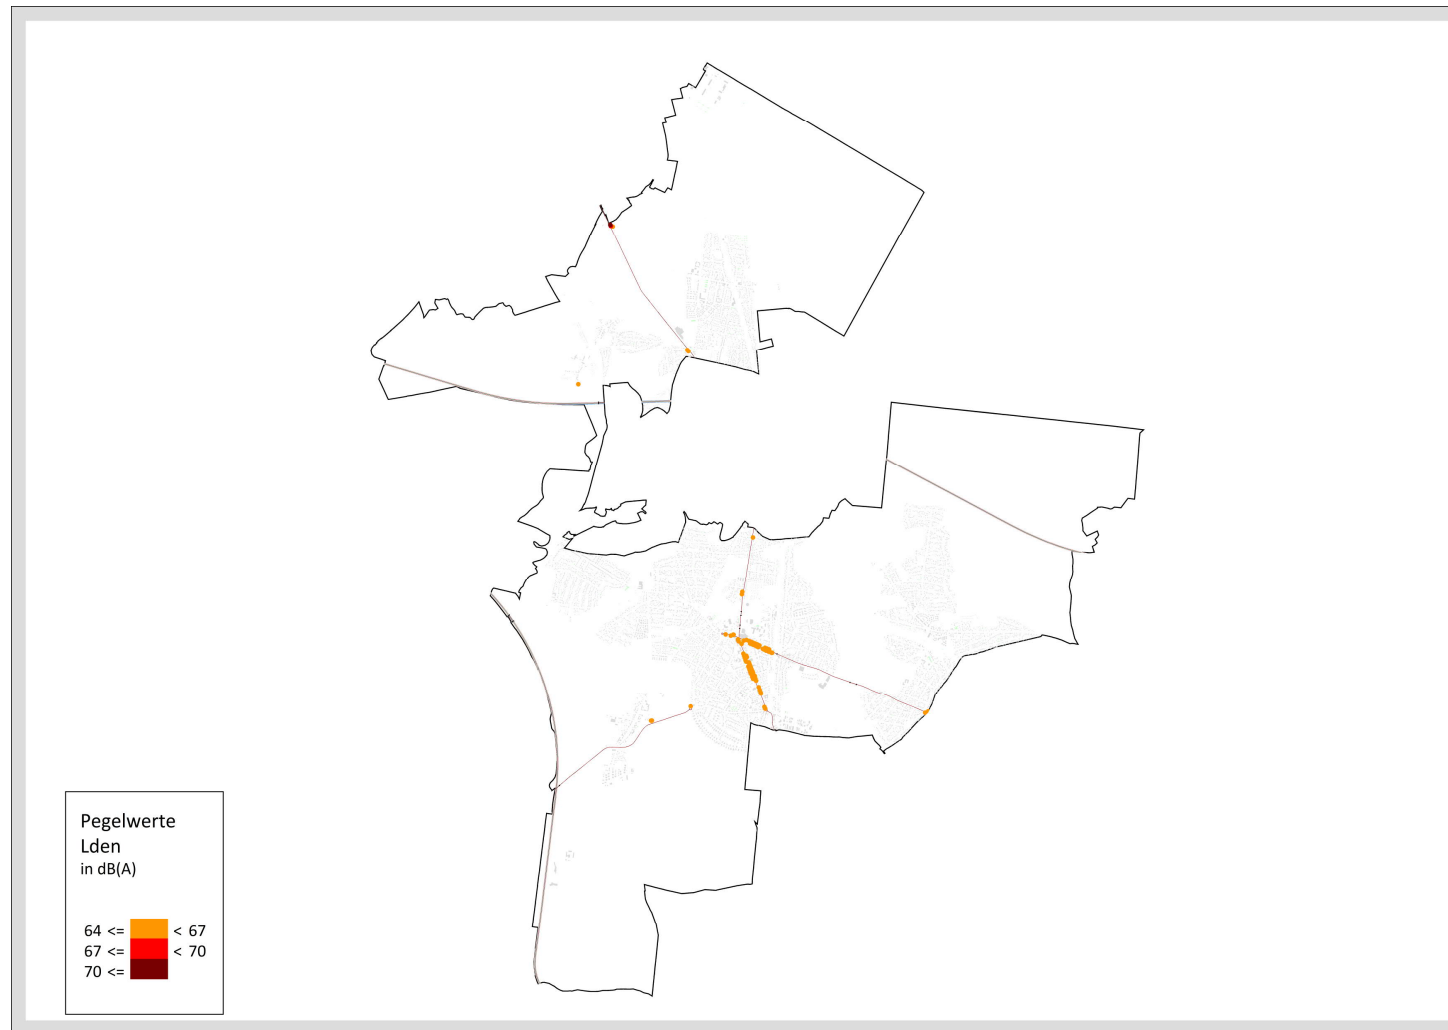 Pegelwerte
Lden
in dB(A)
64 <= < 67
67 <= < 70
70 <=